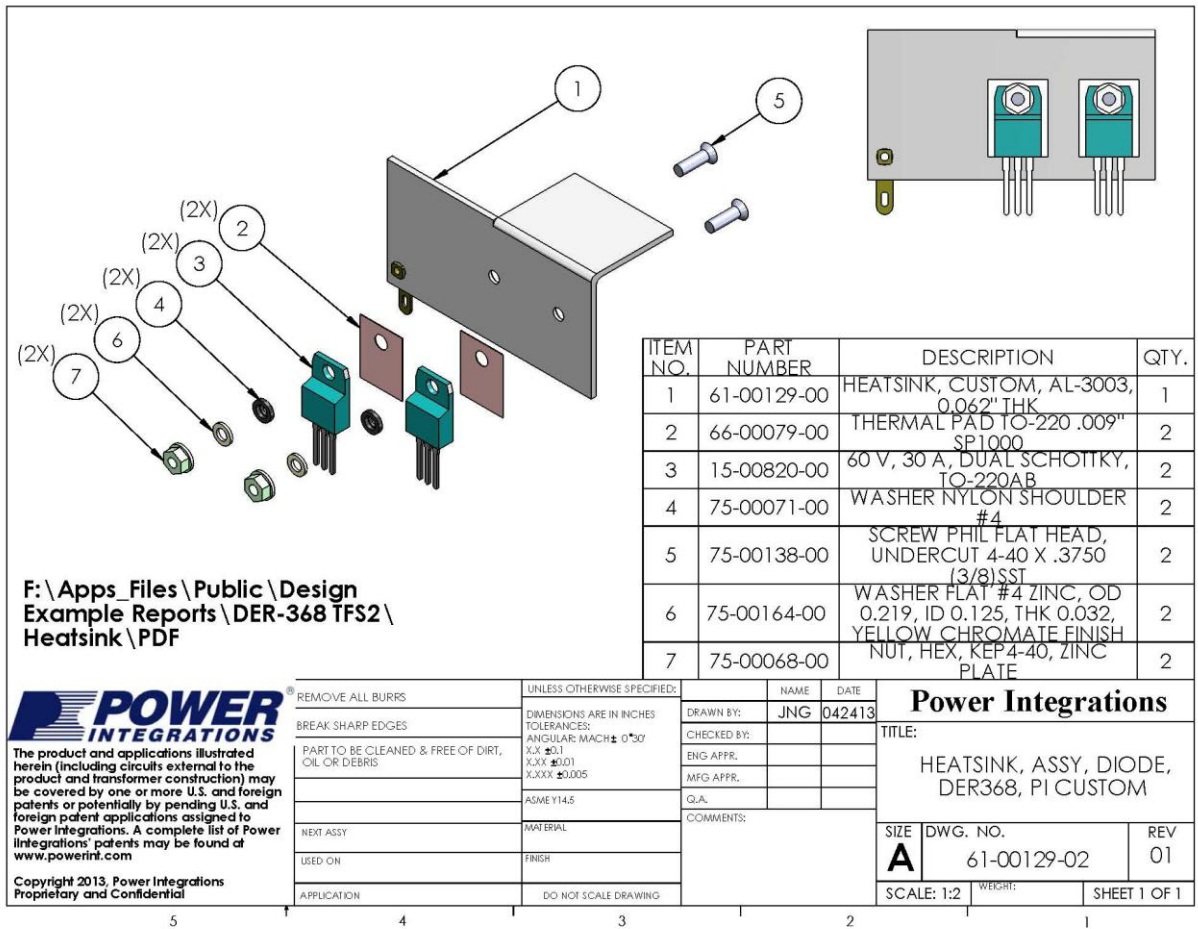 1
5
(2X)
2
(2X)
3
(2X)
4
(2X)
6
(2X)
7
ITEM NO.
PART NUMBER
DESCRIPTION
QTY.
1
61-00129-00
HEATSINK, CUSTOM, AL-3003,
0.062" THK
1
2
66-00079-00
THERMAL PAD TO-220 .009"
SP1000
2
3
15-00820-00
60 V, 30 A, DUAL SCHOTTKY,
TO-220AB
2
4
75-00071-00
WASHER NYLON SHOULDER
#4
2
5
75-00138-00
SCREW PHIL FLAT HEAD,
UNDERCUT 4-40 X .3750
(3/8)SST
2
6
75-00164-00
WASHER FLAT #4 ZINC, OD
0.219, ID 0.125, THK 0.032,
YELLOW CHROMATE FINISH
2
7
75-00068-00
NUT, HEX, KEP4-40, ZINC
PLATE
2
F:\Apps_Files\Public\Design
Example Reports\DER-368 TFS2\
Heatsink\PDF
POWER
INTEGRATIONS
®
The product and applications illustrated
herein (including circuits external to the
product and transformer construction) may
be covered by one or more U.S. and foreign
patents or potentially by pending U.S. and
foreign patent applications assigned to
Power Integrations. A complete list of Power
IIntegrations' patents may be found at
www.powerint.com
Copyright 2013, Power Integrations
Proprietary and Confidential
REMOVE ALL BURRS
BREAK SHARP EDGES
PART TO BE CLEANED & FREE OF DIRT,
OIL OR DEBRIS
NEXT ASSY
USED ON
APPLICATION
UNLESS OTHERWISE SPECIFIED:
DIMENSIONS ARE IN INCHES
TOLERANCES:
ANGULAR: MACH± 0°30'
X.X ±0.1
X.XX ±0.01
X.XXX ±0.005
ASME Y14.5
MATERIAL
FINISH
DO NOT SCALE DRAWING
NAME
DATE
DRAWN BY:
JNG
042413
CHECKED BY:
ENG APPR.
MFG APPR.
Q.A.
COMMENTS:
Power Integrations
TITLE:
HEATSINK, ASSY, DIODE,
DER368, PI CUSTOM
SIZE
A
DWG. NO.
61-00129-02
REV
01
SCALE: 1:2
WEIGHT:
SHEET 1 OF 1
5
4
3
2
1